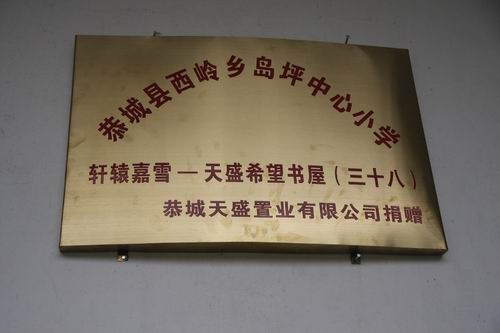 恭城县西岭乡岛坪中心小学
轩辕嘉雪—天盛希望书屋（三十八）
恭城天盛置业有限公司捐赠